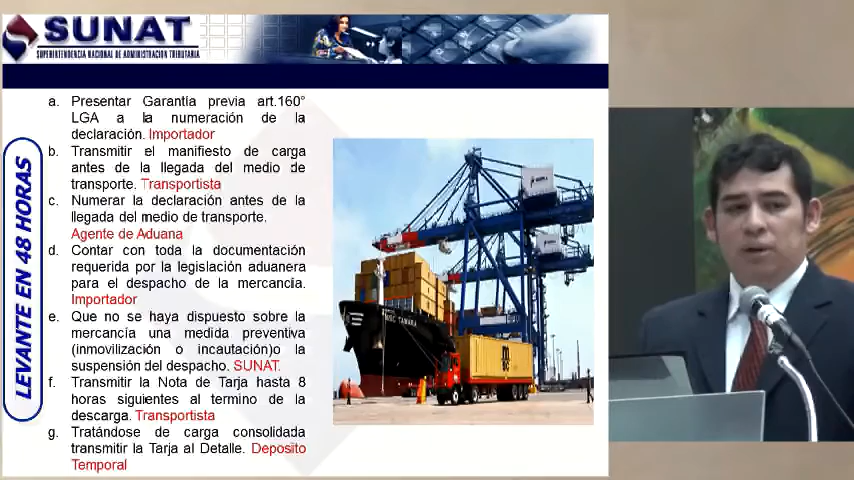 SUNAT
SUPERINTENDENCIA NACIONAL DE ADMINISTRACION TRIBUTARIA
LEVANTE EN 48 HORAS
a. Presentar Garantía previa art.160°
LGA a la numeración de la
declaración. Importador
b. Transmitir el manifiesto de carga
antes de la llegada del medio de
transporte. Transportista
c. Numerar la declaración antes de la
llegada del medio de transporte.
Agente de Aduana
d. Contar con toda la documentación
requerida por la legislación aduanera
para el despacho de la mercancía.
Importador
e. Que no se haya dispuesto sobre la
mercancía una medida preventiva
(inmovilización o incautación)o la
suspensión del despacho. SUNAT.
f. Transmitir la Nota de Tarja hasta 8
horas siguientes al termino de la
descarga. Transportista
g. Tratándose de carga consolidada
transmitir la Tarja al Detalle. Deposito
Temporal